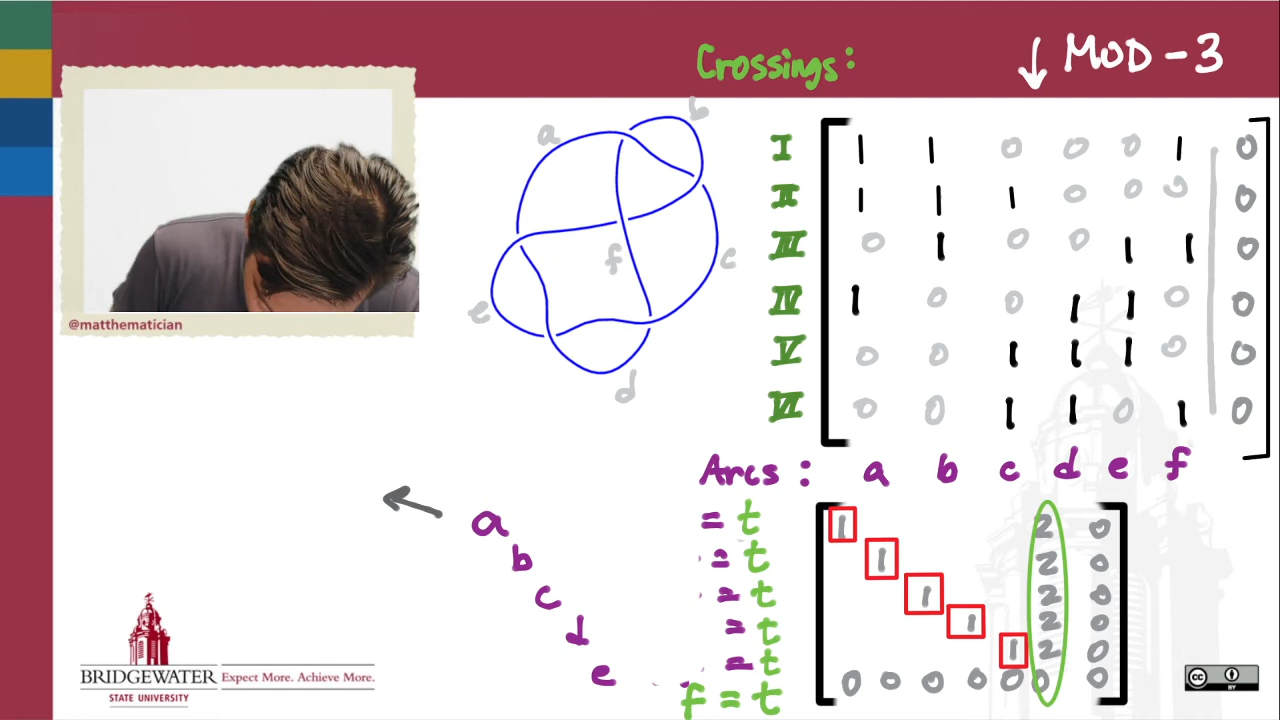 Crossings: ↓ MOD-3
a b
f c
e
d
I 1 1 0 0 0 1 0
II 1 1 1 0 0 0 0
III 0 1 0 0 1 1 0
IV 1 0 0 1 1 0 0
V 0 0 1 1 1 0 0
VI 0 0 1 1 0 1 0
Arcs: a b c d e f
@matthematician
a = t 1 2 0
b = t 1 2 0
c = t 1 2 0
d = t 1 2 0
e = t 1 2 0
f = t 0 0 0 0 0 0 0
BRIDGEWATER
STATE UNIVERSITY
Expect More. Achieve More.
cc
BY